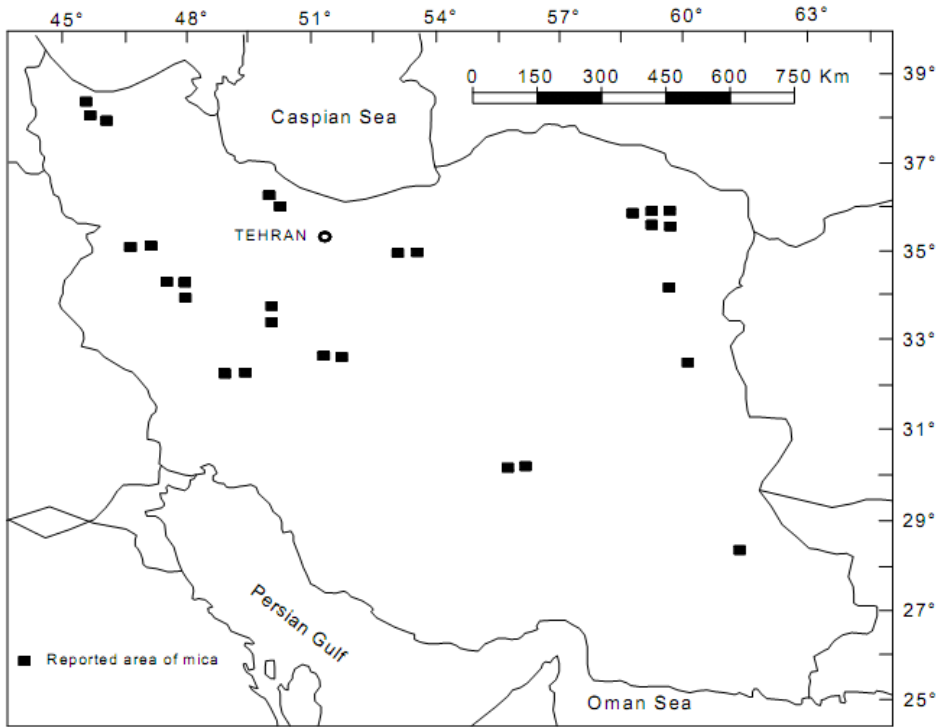 45° 48° 51° 54° 57° 60° 63°
0 150 300 450 600 750 Km
39°
Caspian Sea
37°
TEHRAN
35°
33°
31°
29°
27°
Persian Gulf
Reported area of mica
Oman Sea
25°